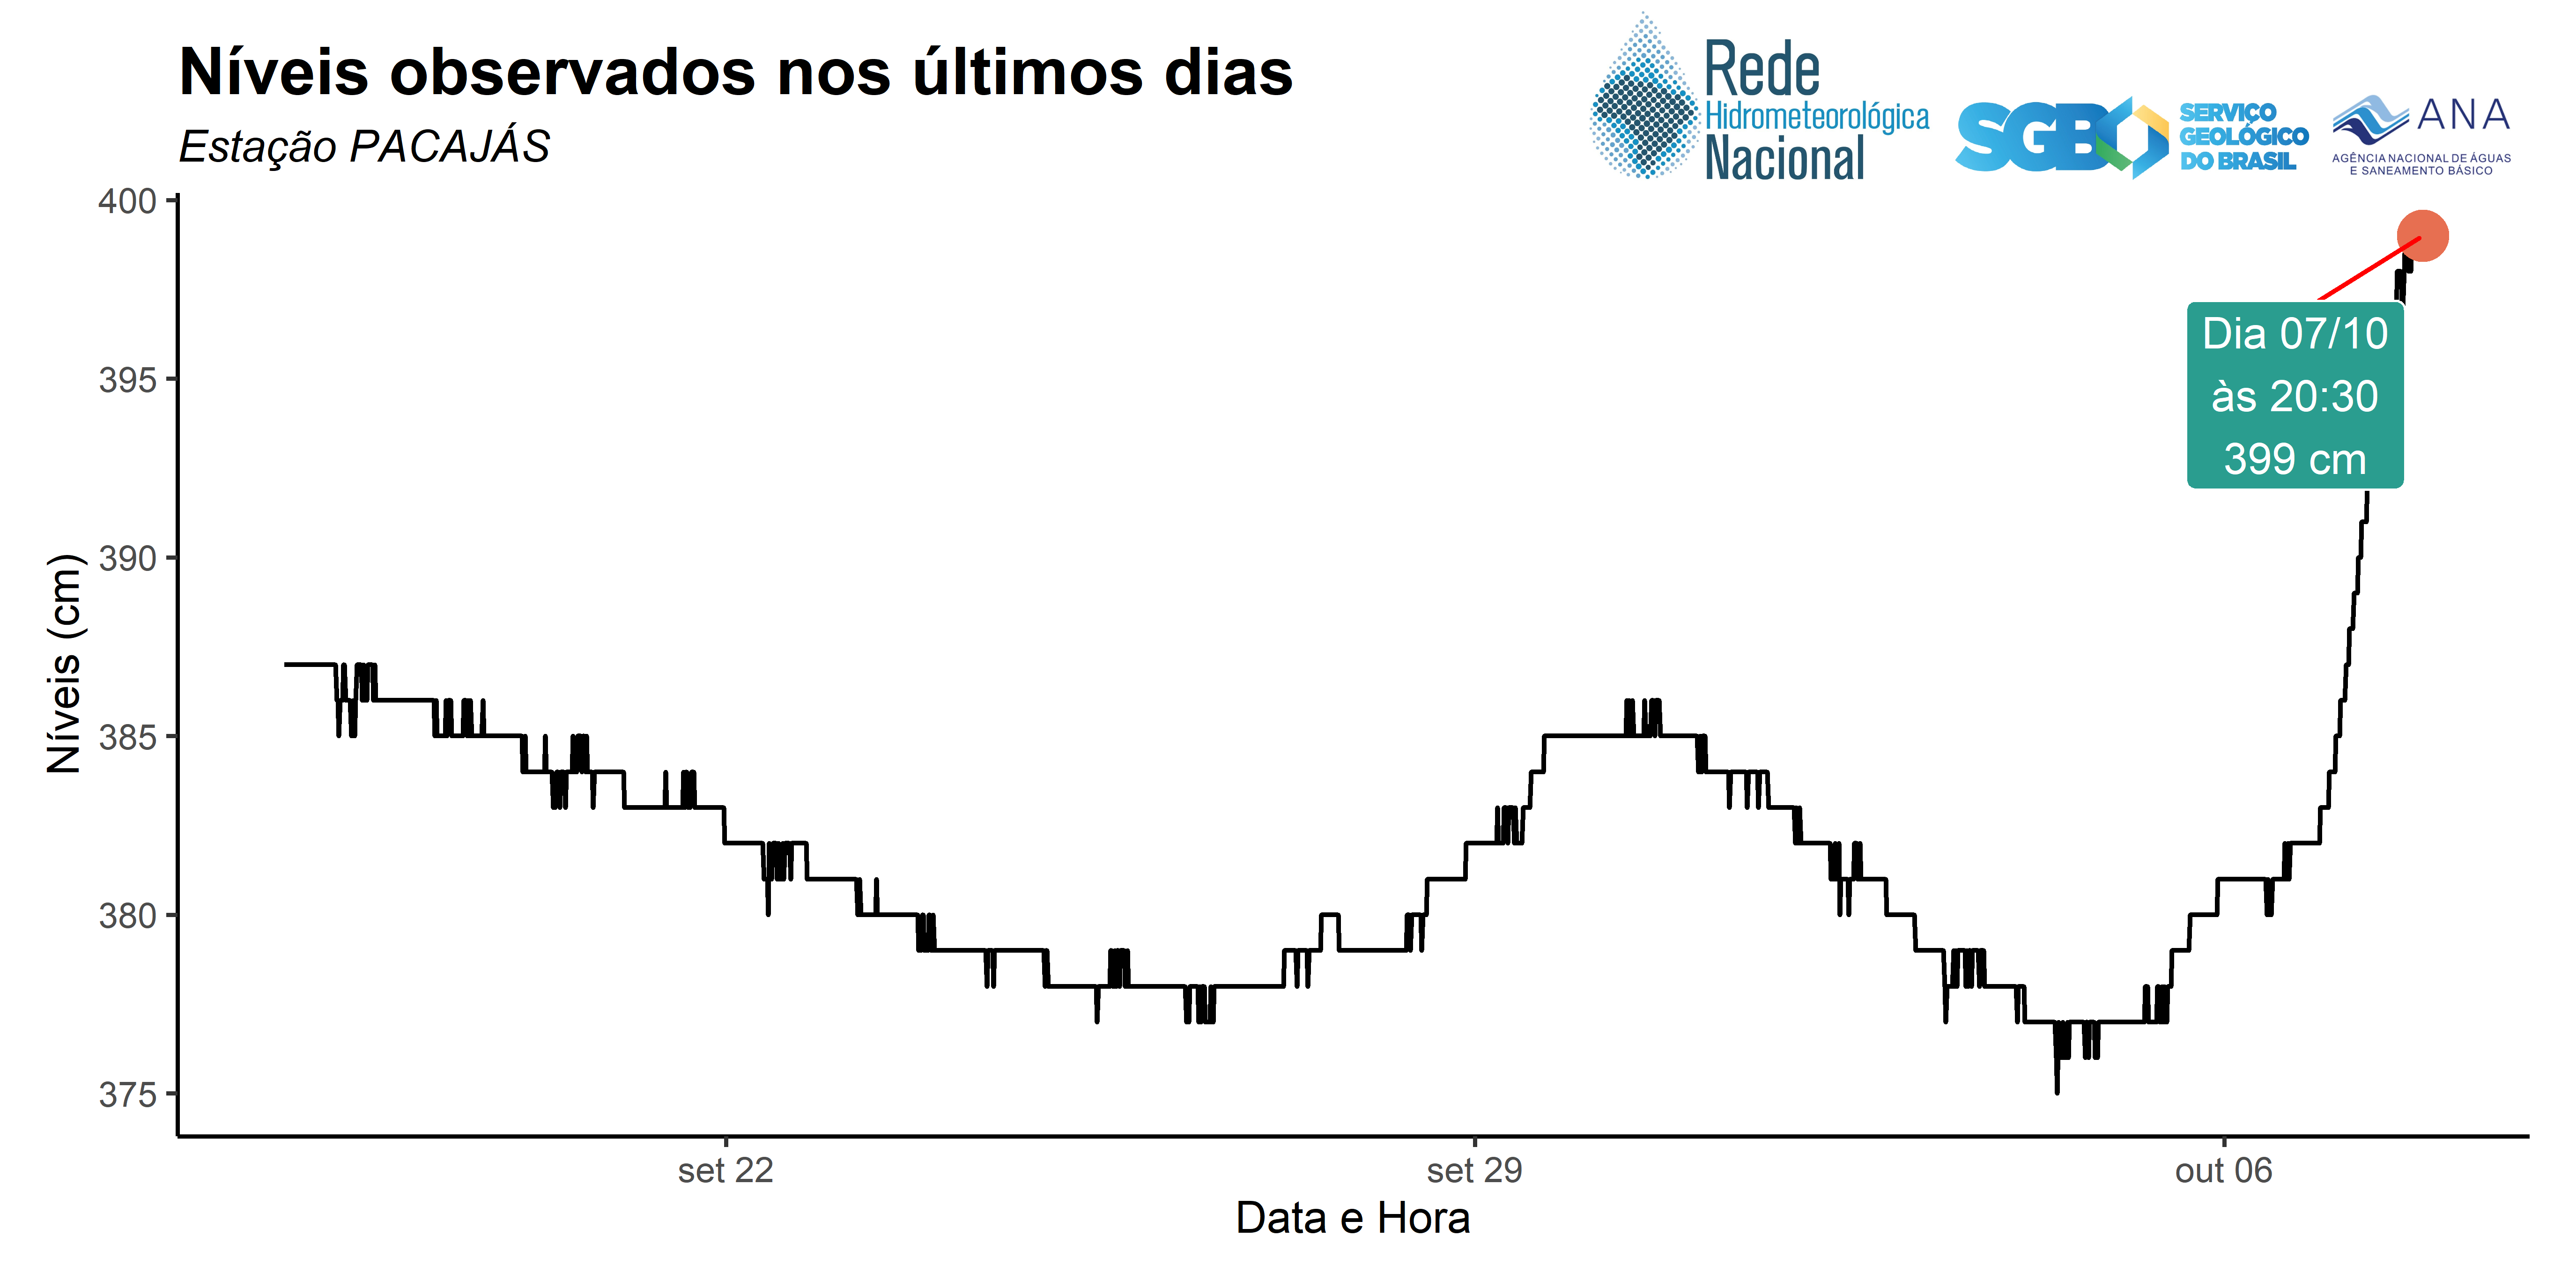 Níveis observados nos últimos dias
Estação PACAJÁS
Rede
Hidrometeorológica
Nacional
SGB
SERVIÇO
GEOLÓGICO
DO BRASIL
ANA
AGÊNCIA NACIONAL DE ÁGUAS
E SANEAMENTO BÁSICO
Níveis (cm)
400
395
390
385
380
375
Dia 07/10
às 20:30
399 cm
set 22
set 29
out 06
Data e Hora